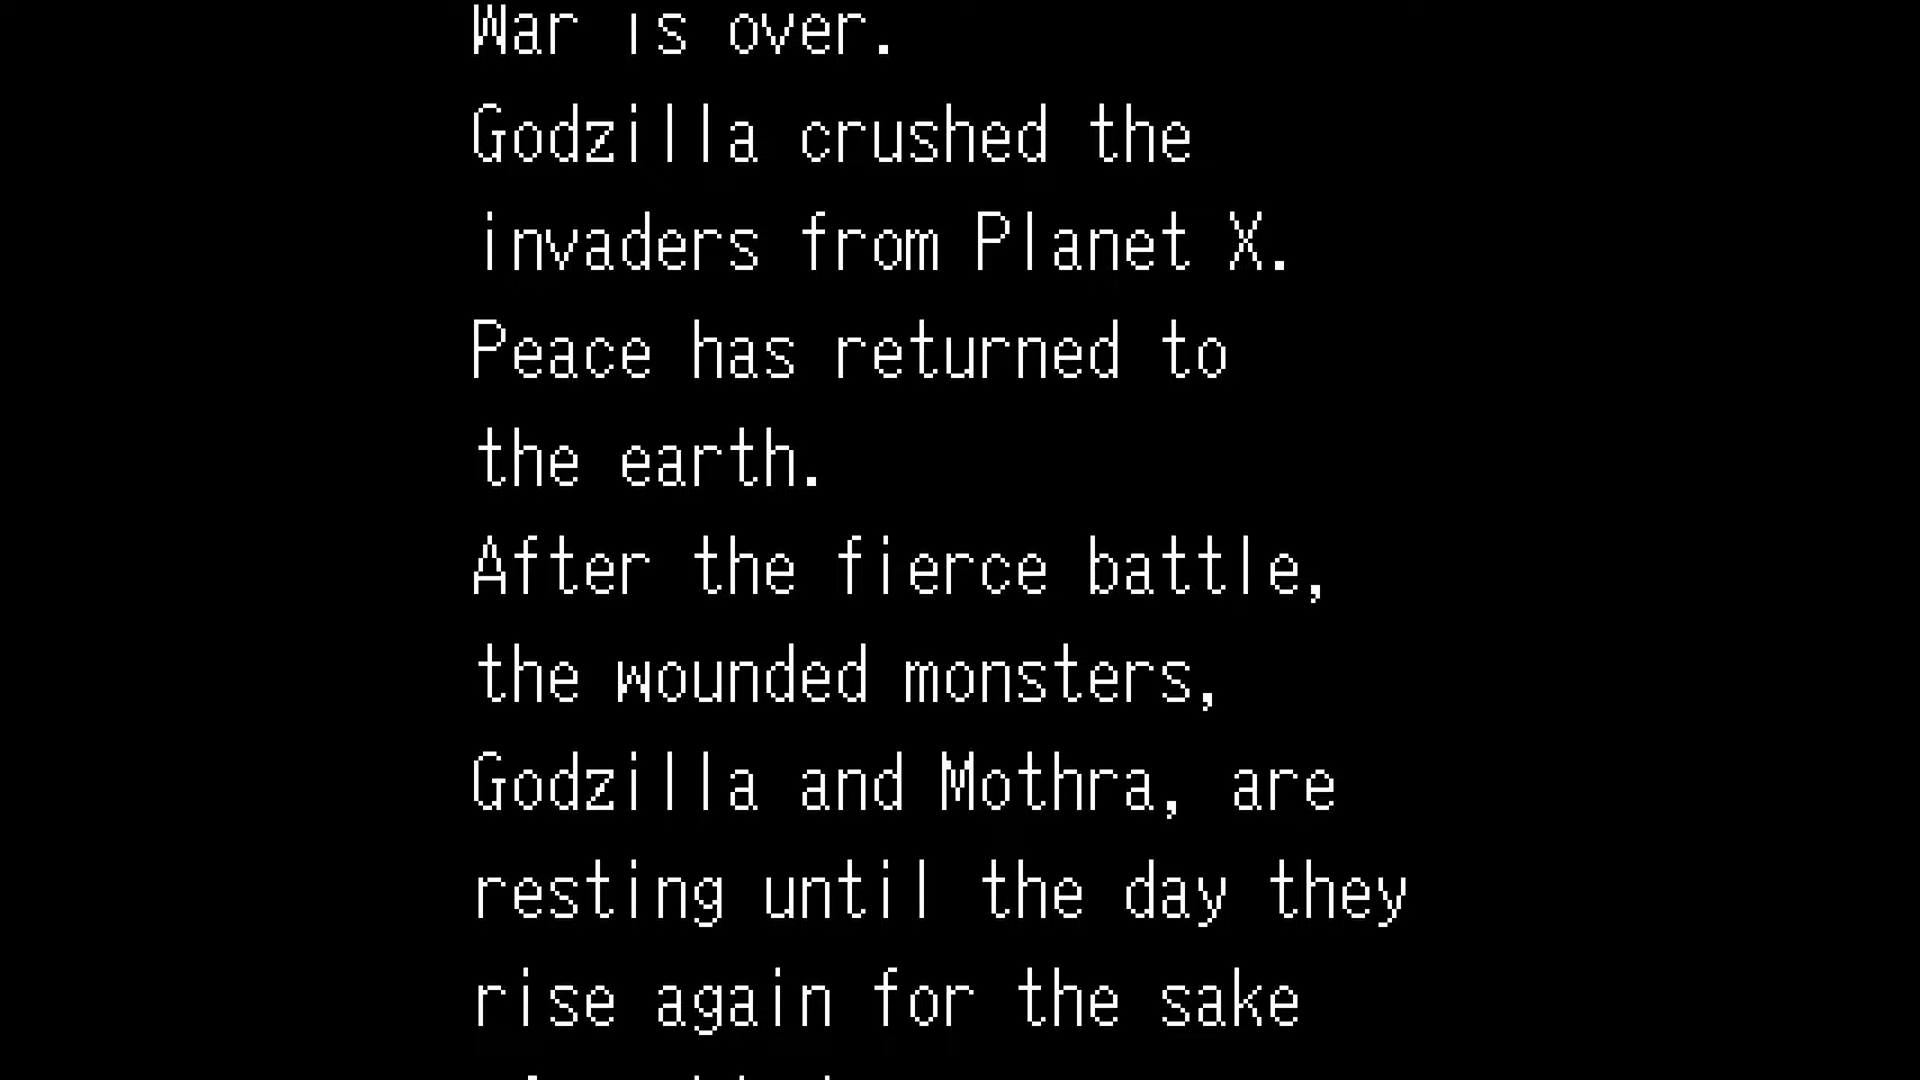 War is over.
Godzilla crushed the
invaders from Planet X.
Peace has returned to
the earth.
After the fierce battle,
the wounded monsters,
Godzilla and Mothra, are
resting until the day they
rise again for the sake